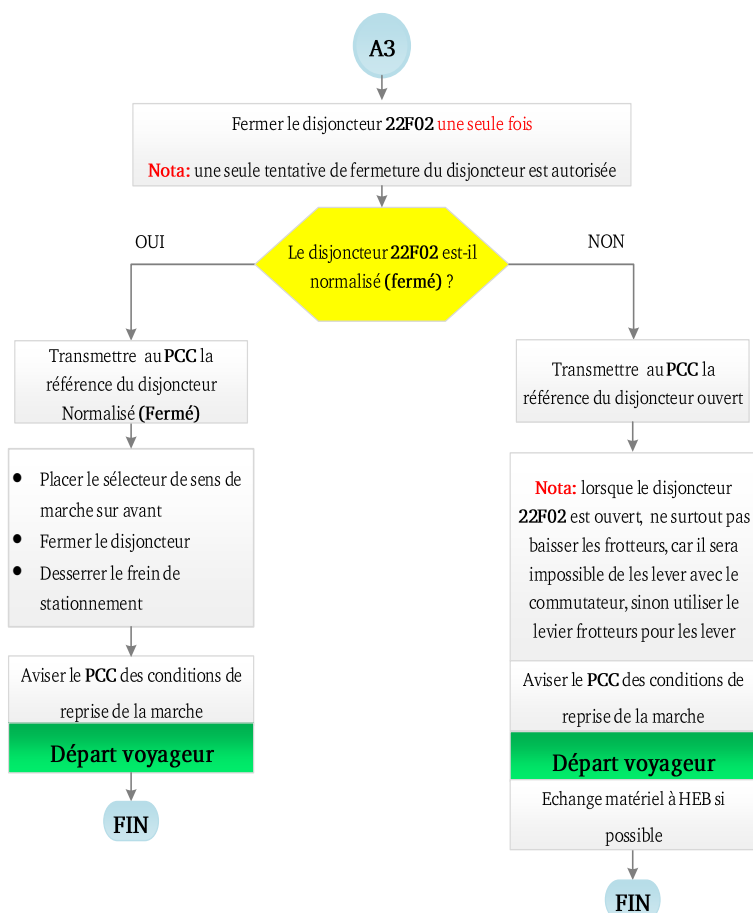 A3
Fermer le disjoncteur 22F02 une seule fois
Nota: une seule tentative de fermeture du disjoncteur est autorisée
Le disjoncteur 22F02 est-il
normalisé (fermé) ?
OUI
NON
Transmettre au PCC la
référence du disjoncteur
Normalisé (Fermé)
• Placer le sélecteur de sens de
marche sur avant
• Fermer le disjoncteur
• Desserrer le frein de
stationnement
Aviser le PCC des conditions de
reprise de la marche
Départ voyageur
FIN
Transmettre au PCC la
référence du disjoncteur ouvert
Nota: lorsque le disjoncteur
22F02 est ouvert, ne surtout pas
baisser les frotteurs, car il sera
impossible de les lever avec le
commutateur, sinon utiliser le
levier frotteurs pour les lever
Aviser le PCC des conditions de
reprise de la marche
Départ voyageur
Echange matériel à HEB si
possible
FIN